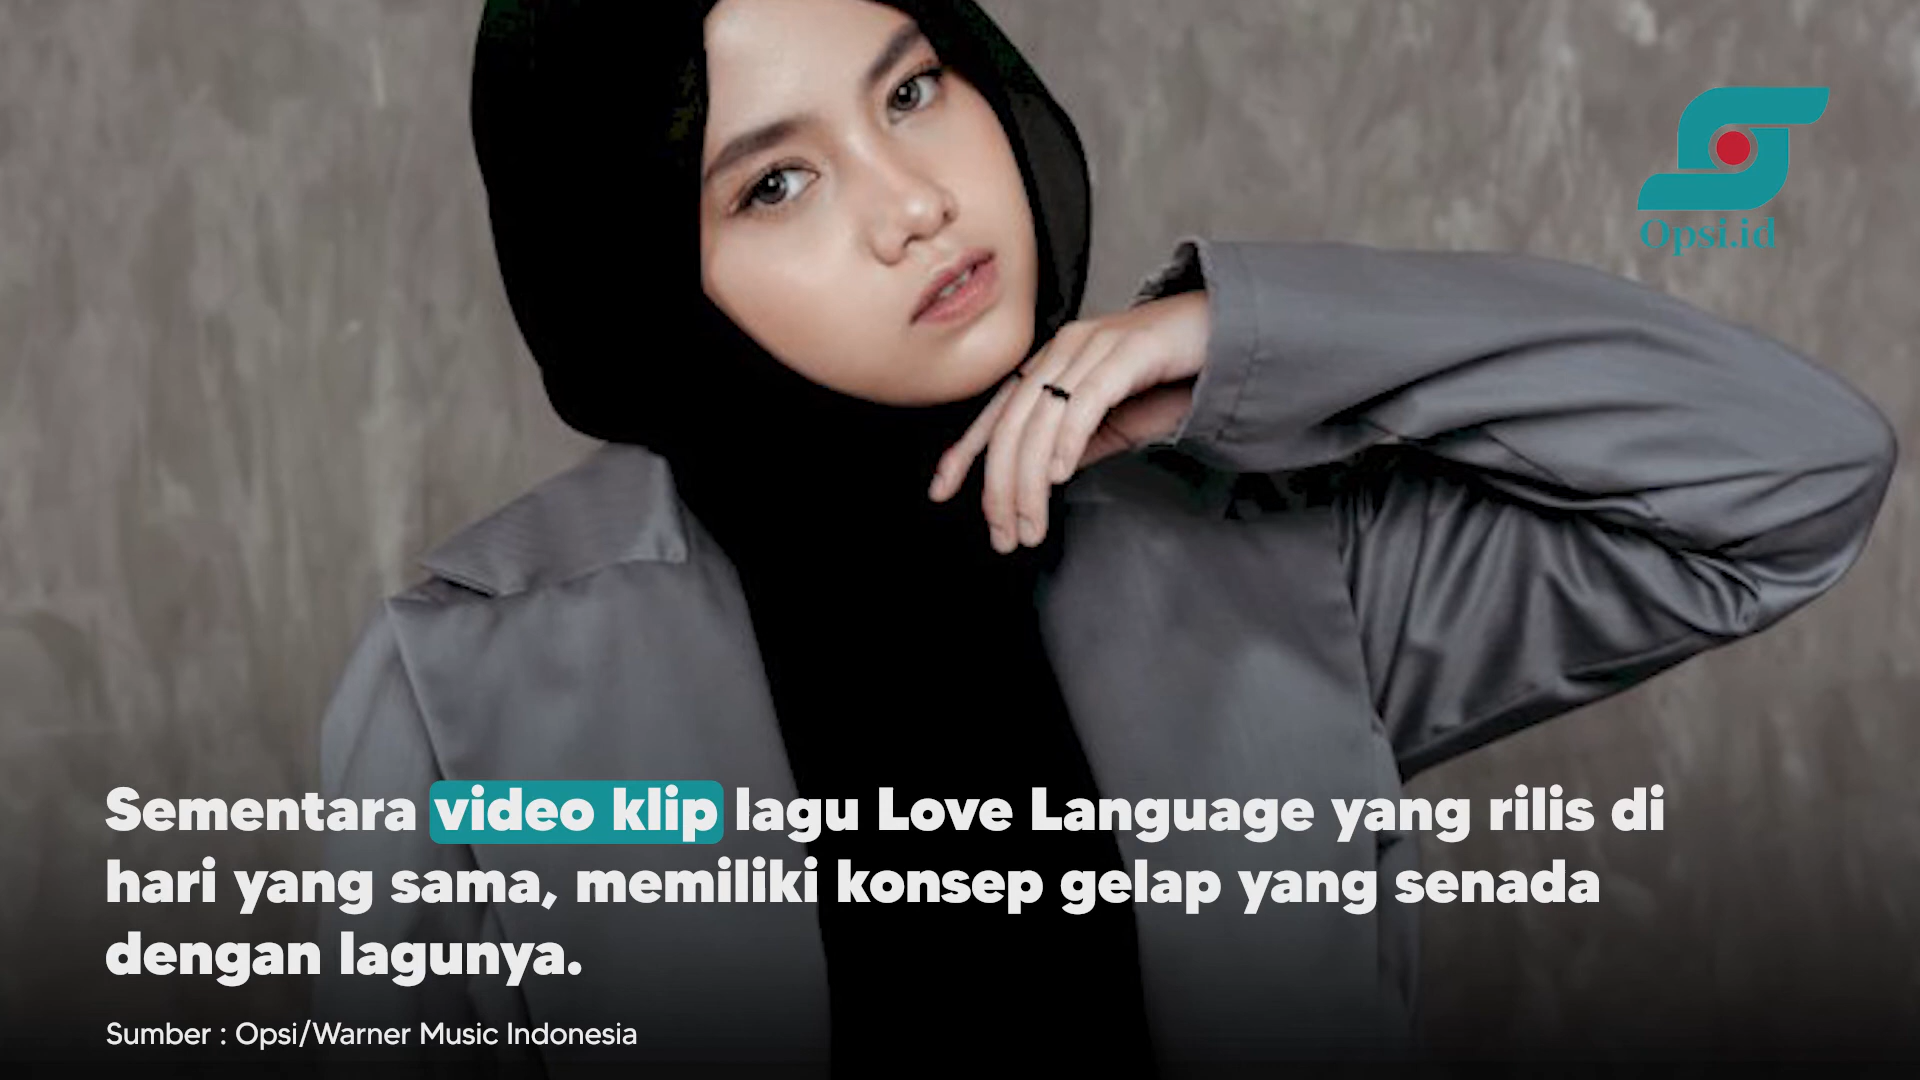 Opsi.id
Sementara video klip lagu Love Language yang rilis di
hari yang sama, memiliki konsep gelap yang senada
dengan lagunya.
Sumber : Opsi/Warner Music Indonesia